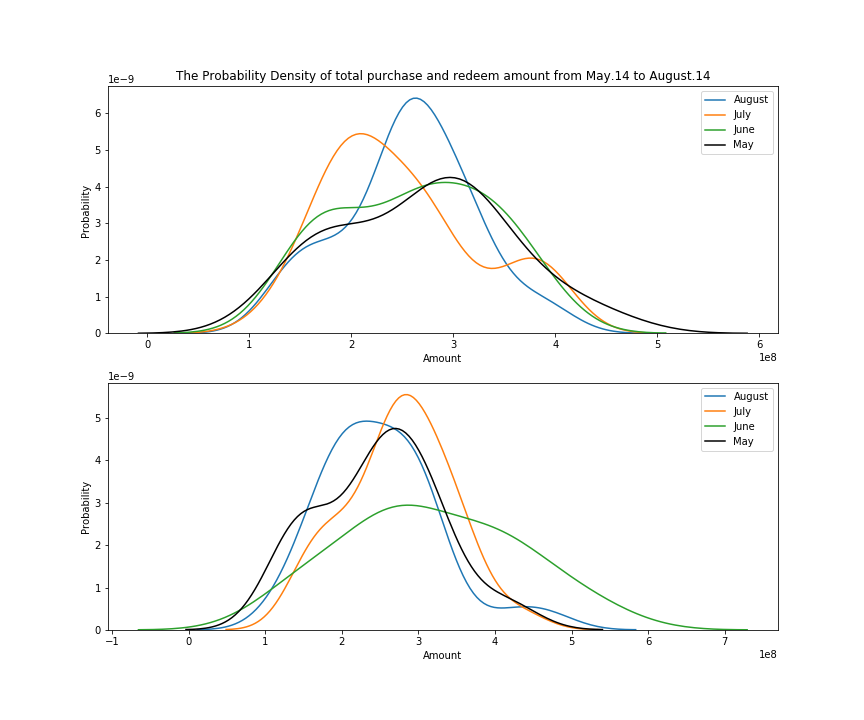 The Probability Density of total purchase and redeem amount from May.14 to August.14
1e−9
Probability
6
5
4
3
2
1
0
August
July
June
May
0 1 2 3 4 5 6
Amount
1e8
1e−9
Probability
5
4
3
2
1
0
August
July
June
May
−1 0 1 2 3 4 5 6 7
Amount
1e8